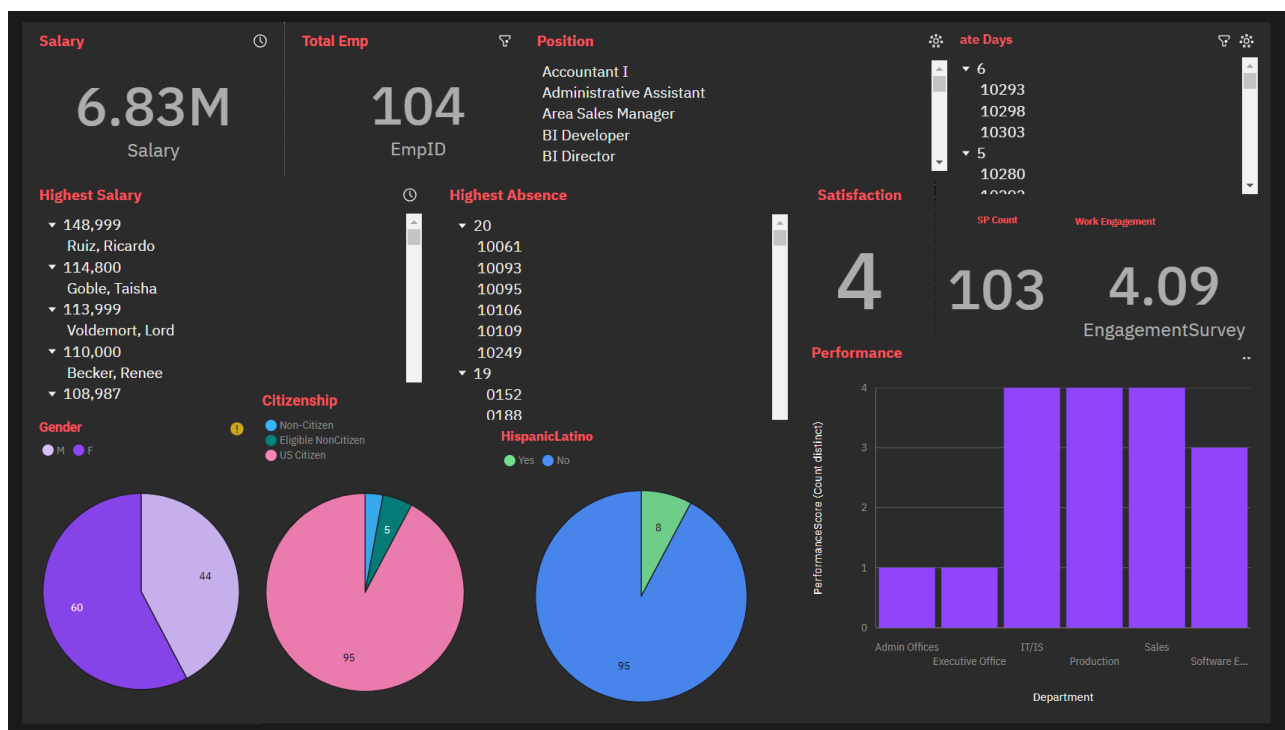 Salary
6.83M
Salary
Total Emp
104
EmpID
Position
Accountant I
Administrative Assistant
Area Sales Manager
BI Developer
BI Director
ate Days
6
10293
10298
10303
5
10280
Highest Salary
148,999
Ruiz, Ricardo
114,800
Goble, Taisha
113,999
Voldemort, Lord
110,000
Becker, Renee
108,987
Highest Absence
20
10061
10093
10095
10106
10109
10249
19
0152
0188
Satisfaction
4
SP Count
103
Work Engagement
4.09
EngagementSurvey
Gender
M F
44
60
Citizenship
Non-Citizen
Eligible NonCitizen
US Citizen
5
95
HispanicLatino
Yes No
8
95
Performance
PerformanceScore (Count distinct)
4
3
2
1
0
Admin Offices
Executive Office
IT/IS
Production
Sales
Software E...
Department